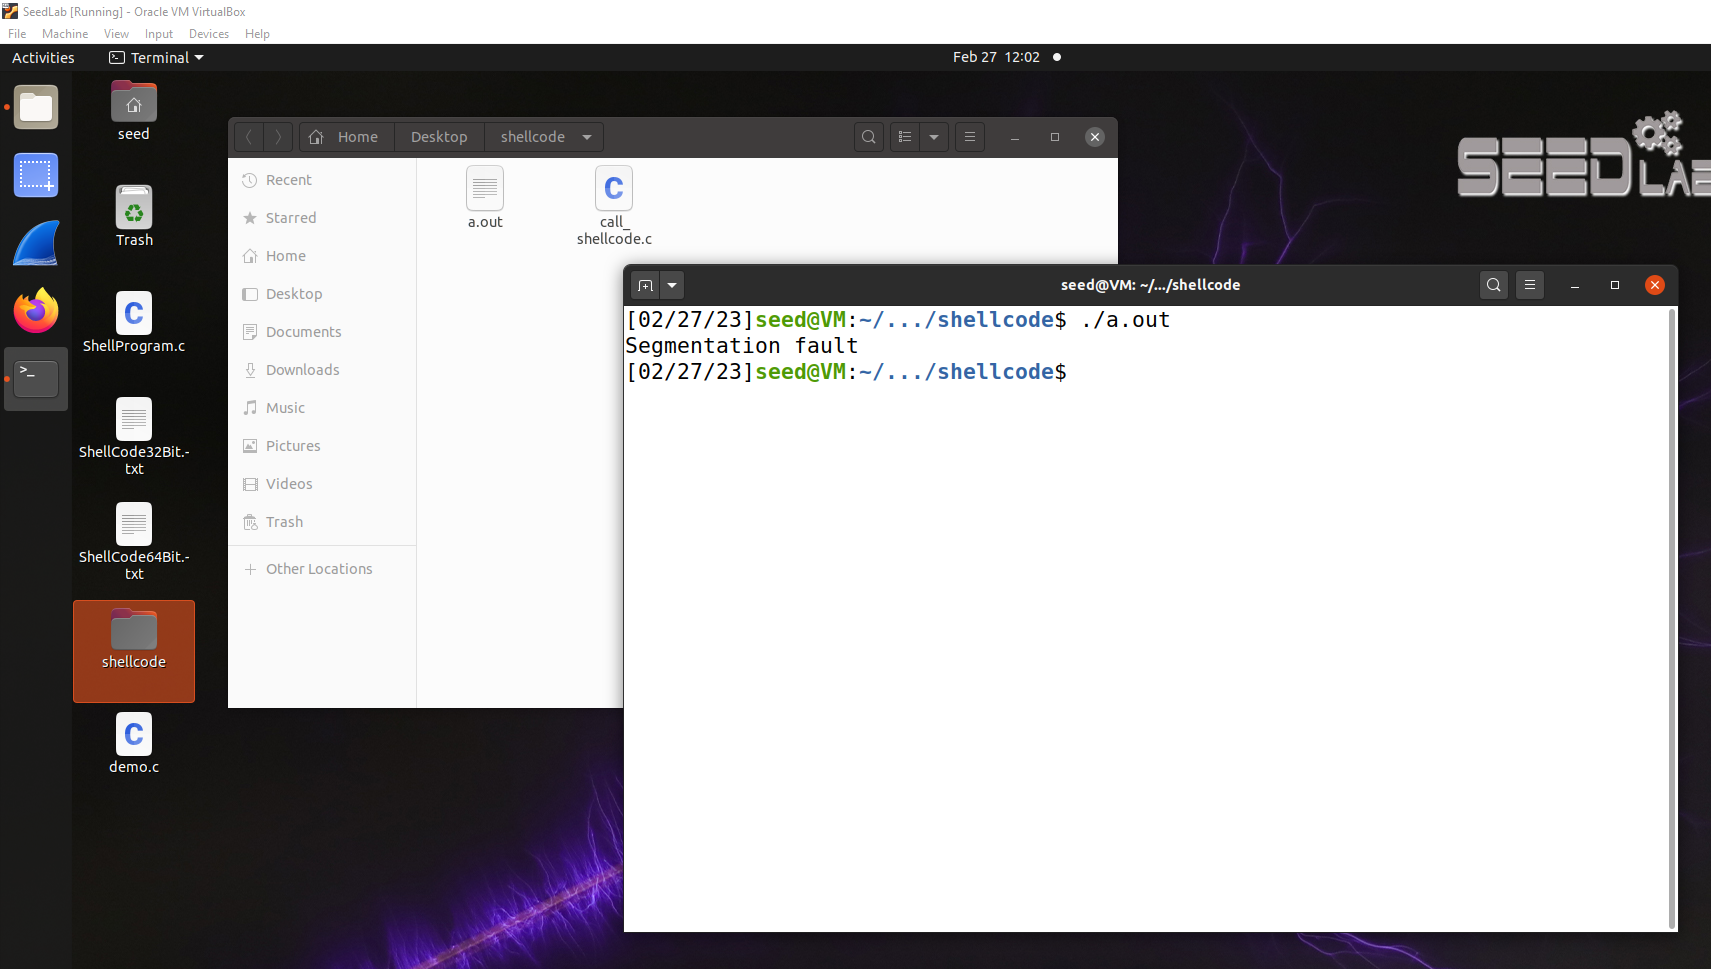 SeedLab [Running] - Oracle VM VirtualBox
File Machine View Input Devices Help
Activities Terminal Feb 27 12:02
seed
Trash
ShellProgram.c
ShellCode32Bit.-
txt
ShellCode64Bit.-
txt
shellcode
demo.c
SEEDLAB
Home Desktop shellcode
Recent
Starred
Home
Desktop
Documents
Downloads
Music
Pictures
Videos
Trash
Other Locations
a.out
call_
shellcode.c
seed@VM: ~/.../shellcode
[02/27/23]seed@VM:~/.../shellcode$ ./a.out
Segmentation fault
[02/27/23]seed@VM:~/.../shellcode$